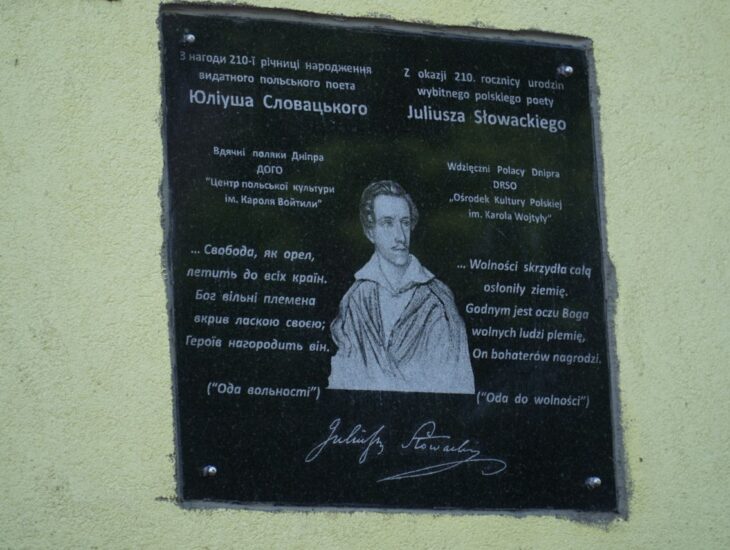 З нагоди 210-ї річниці народження
видатного польського поета
Юліуша Словацького
Вдячні поляки Дніпра
ДОГО
"Центр польської культури
ім. Кароля Войтили"
... Свобода, як орел,
летить до всіх країн.
Бог вільні племена
вкрив ласкою своєю;
Героїв нагородить він.
("Ода вольності")
Z okazji 210. rocznicy urodzin
wybitnego polskiego poety
Juliusza Słowackiego
Wdzięczni Polacy Dnipra
DRSO
„Ośrodek Kultury Polskiej
im. Karola Wojtyły"
... Wolności skrzydła całą
osłoniły ziemię.
Godnym jest oczu Boga
wolnych ludzi plemię,
On bohaterów nagrodzi.
("Oda do wolności")
Juliusz Słowacki